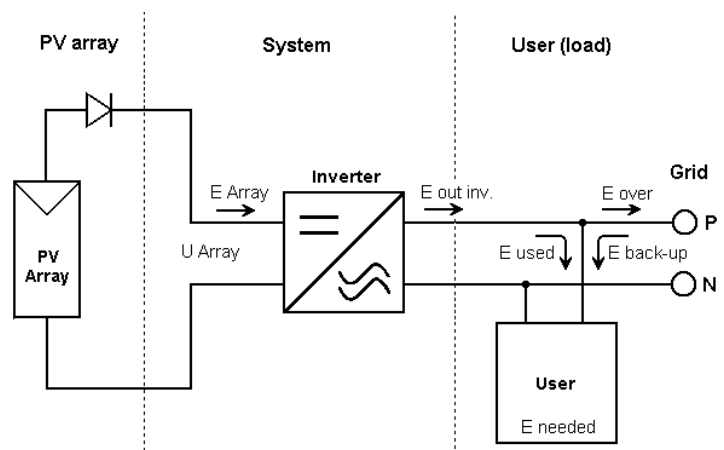 PV array
System
User (load)
Inverter
Grid
E Array
E out inv.
E over
P
U Array
E used
E back-up
PV
Array
N
User
E needed